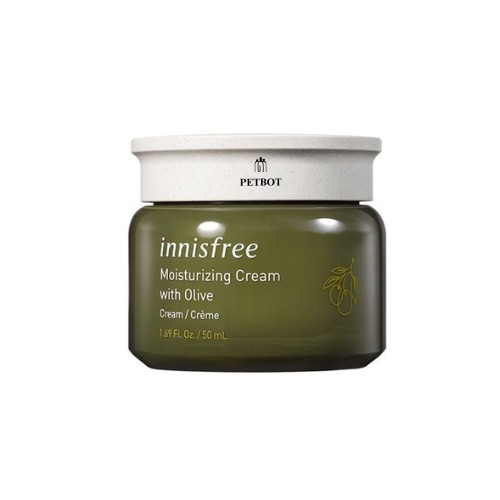 PETBOT
innisfree
Moisturizing Cream
with Olive
Cream / Crème
1.69 FL. Oz. / 50 mL